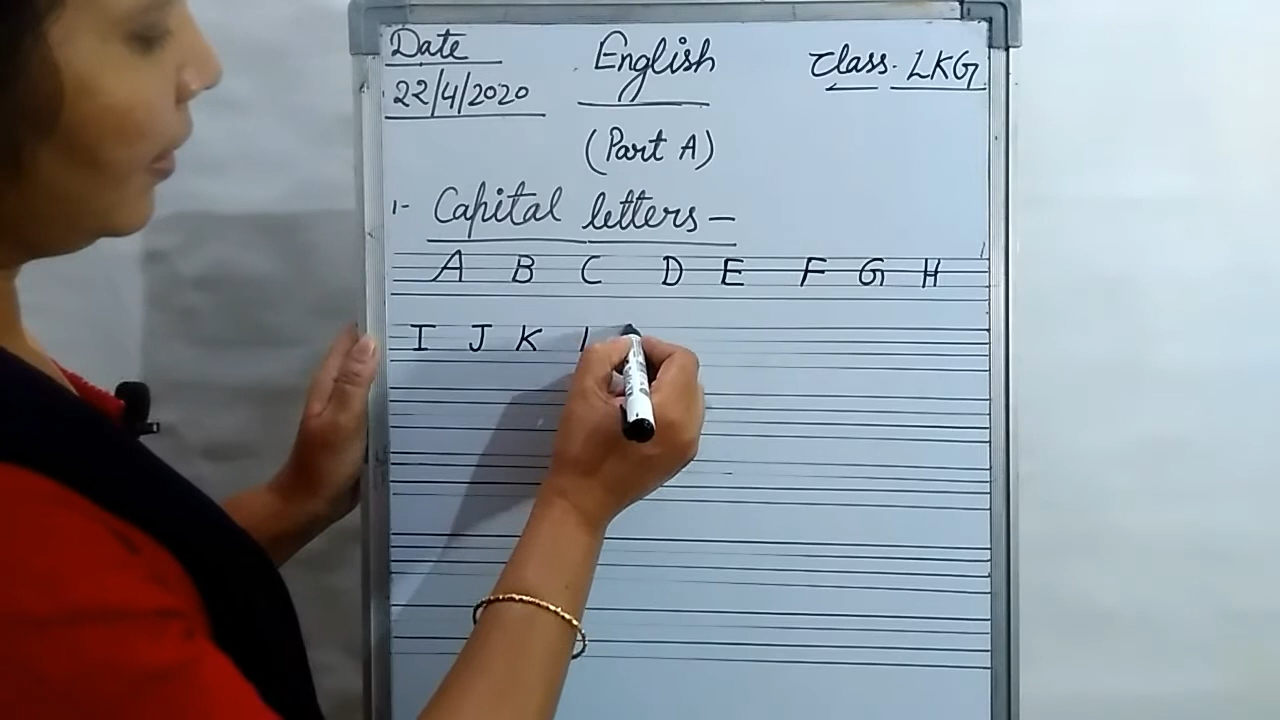 Date English Class. LKG
22/4/2020
(Part A)
1- Capital letters-
A B C D E F G H
I J K L